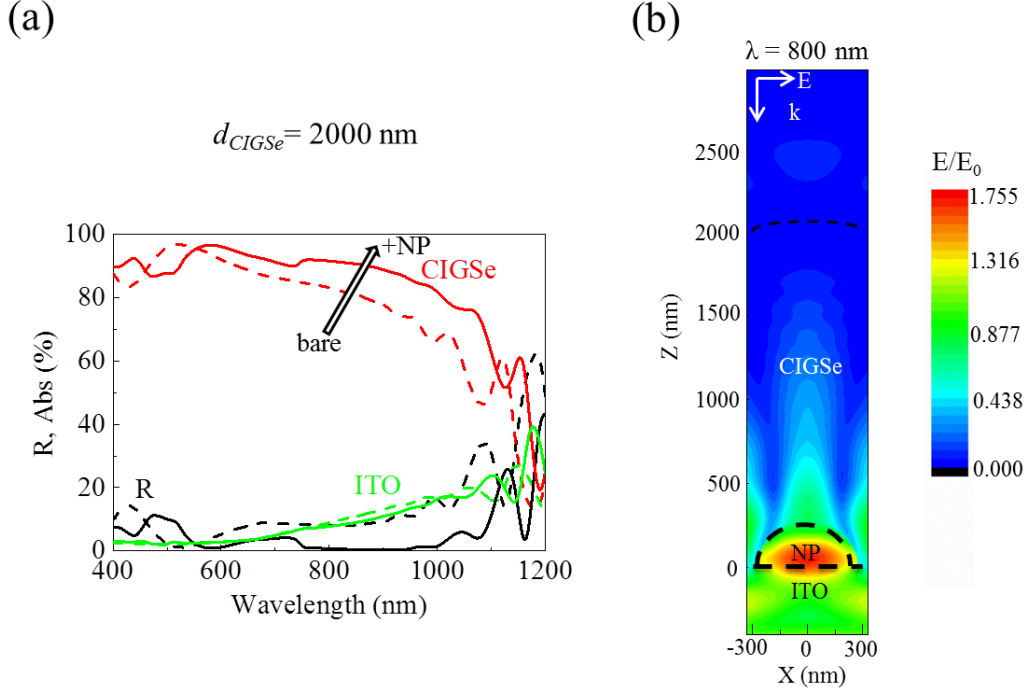 (a)
d_CIGSe = 2000 nm
R, Abs (%)
100
80
60
40
20
0
+NP
CIGSe
bare
R
ITO
400
600
800
1000
1200
Wavelength (nm)
(b)
λ = 800 nm
E
k
2500
2000
1500
1000
500
0
Z (nm)
CIGSe
NP
ITO
-300
0
300
X (nm)
E/E₀
1.755
1.316
0.877
0.438
0.000